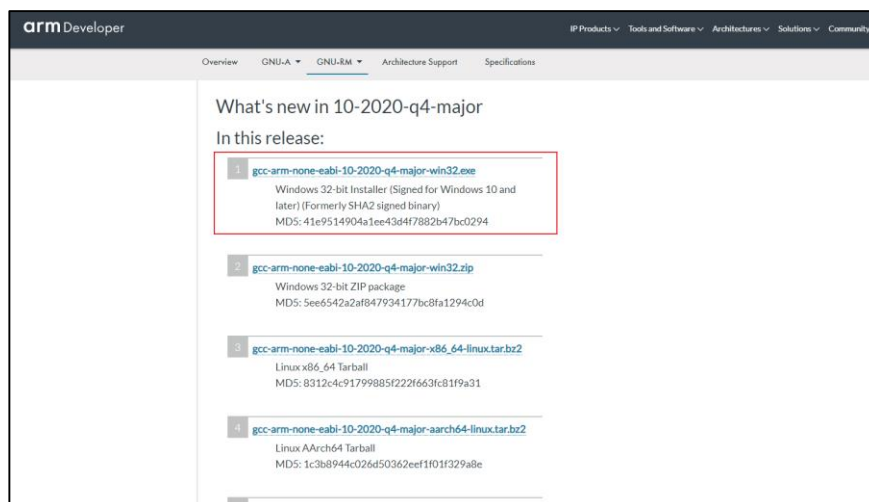 arm Developer
IP Products Tools and Software Architectures Solutions Community
Overview GNU-A GNU-RM Architecture Support Specifications
What's new in 10-2020-q4-major
In this release:
1 gcc-arm-none-eabi-10-2020-q4-major-win32.exe
Windows 32-bit Installer (Signed for Windows 10 and
later) (Formerly SHA2 signed binary)
MD5: 41e9514904a1ee43d4f7882b47bc0294
2 gcc-arm-none-eabi-10-2020-q4-major-win32.zip
Windows 32-bit ZIP package
MD5: 5ee6542a2af847934177bc8fa1294c0d
3 gcc-arm-none-eabi-10-2020-q4-major-x86_64-linux.tar.bz2
Linux x86_64 Tarball
MD5: 8312c4c91799885f222f663fc81f9a31
4 gcc-arm-none-eabi-10-2020-q4-major-aarch64-linux.tar.bz2
Linux AArch64 Tarball
MD5: 1c3b8944c026d50362eef1f01f329a8e